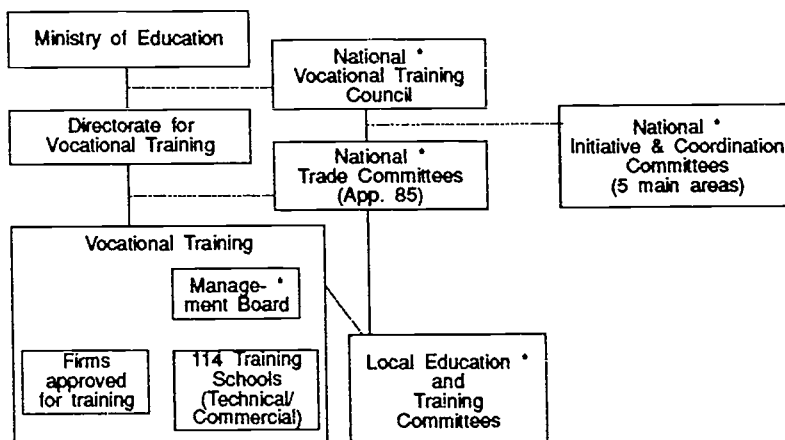 Ministry of Education
National *
Vocational Training
Council
Directorate for
Vocational Training
National *
Initiative & Coordination
Committees
(5 main areas)
National *
Trade Committees
(App. 85)
Vocational Training
Manage- *
ment Board
Firms
approved
for training
114 Training
Schools
(Technical/
Commercial)
Local Education *
and
Training
Committees